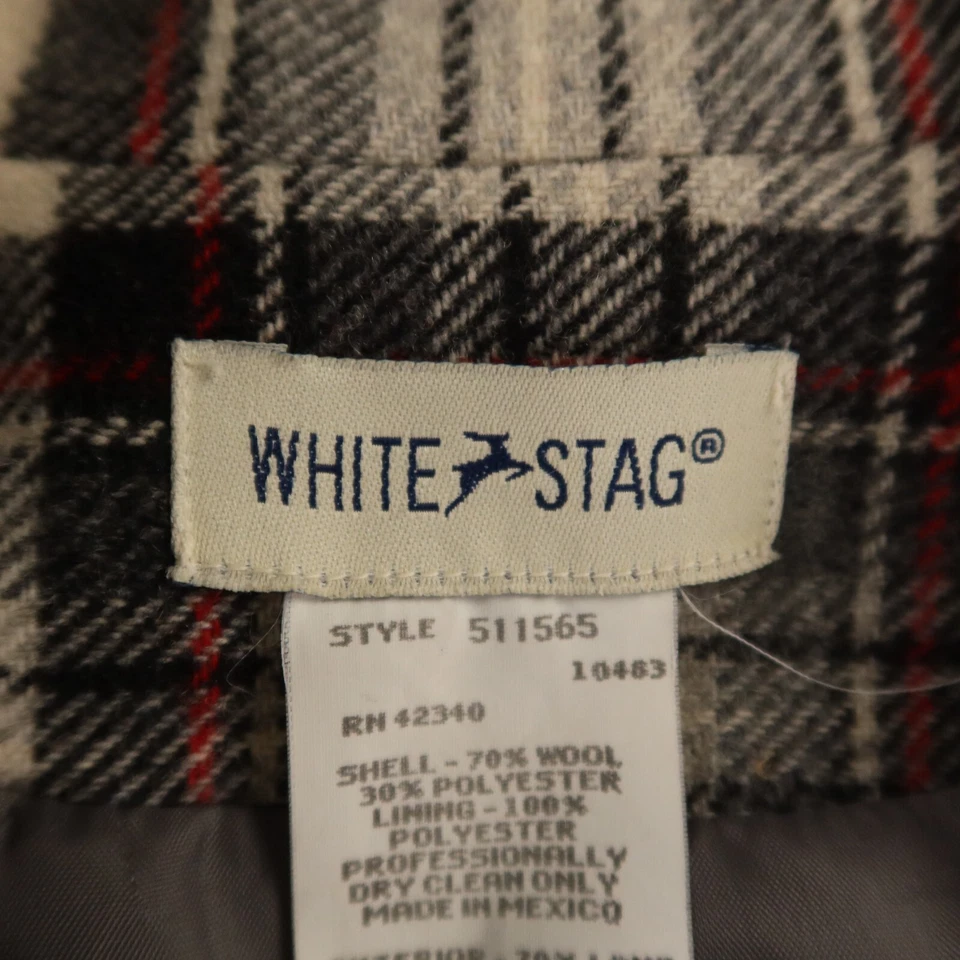 WHITE STAG®
STYLE 511565
10483
RN 42340
SHELL - 70% WOOL
30% POLYESTER
LINING - 100%
POLYESTER
PROFESSIONALLY
DRY CLEAN ONLY
MADE IN MEXICO